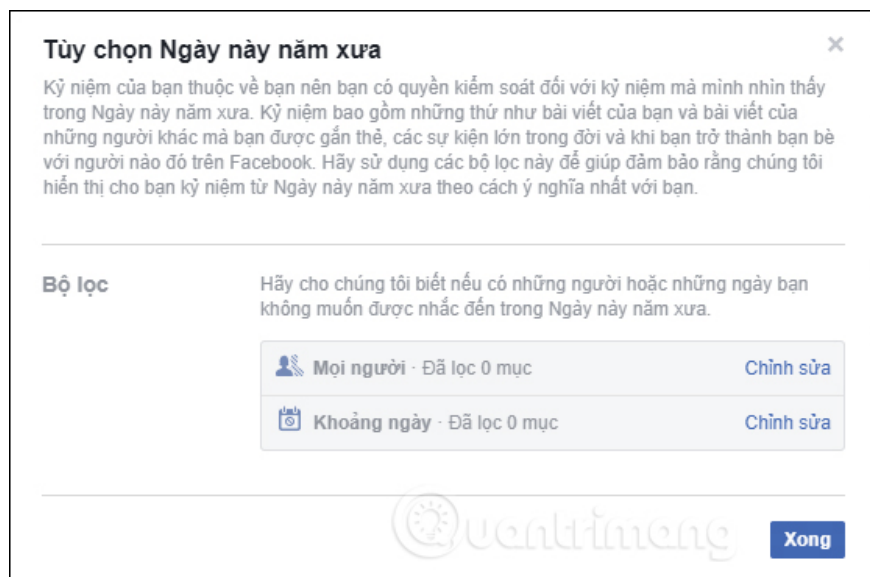 Tùy chọn Ngày này năm xưa
Kỷ niệm của bạn thuộc về bạn nên bạn có quyền kiểm soát đối với kỷ niệm mà mình nhìn thấy
trong Ngày này năm xưa. Kỷ niệm bao gồm những thứ như bài viết của bạn và bài viết của
những người khác mà bạn được gắn thẻ, các sự kiện lớn trong đời và khi bạn trở thành bạn bè
với người nào đó trên Facebook. Hãy sử dụng các bộ lọc này để giúp đảm bảo rằng chúng tôi
hiển thị cho bạn kỷ niệm từ Ngày này năm xưa theo cách ý nghĩa nhất với bạn.
Bộ lọc
Hãy cho chúng tôi biết nếu có những người hoặc những ngày bạn
không muốn được nhắc đến trong Ngày này năm xưa.
Mọi người · Đã lọc 0 mục Chỉnh sửa
Khoảng ngày · Đã lọc 0 mục Chỉnh sửa
Quantrimang
Xong